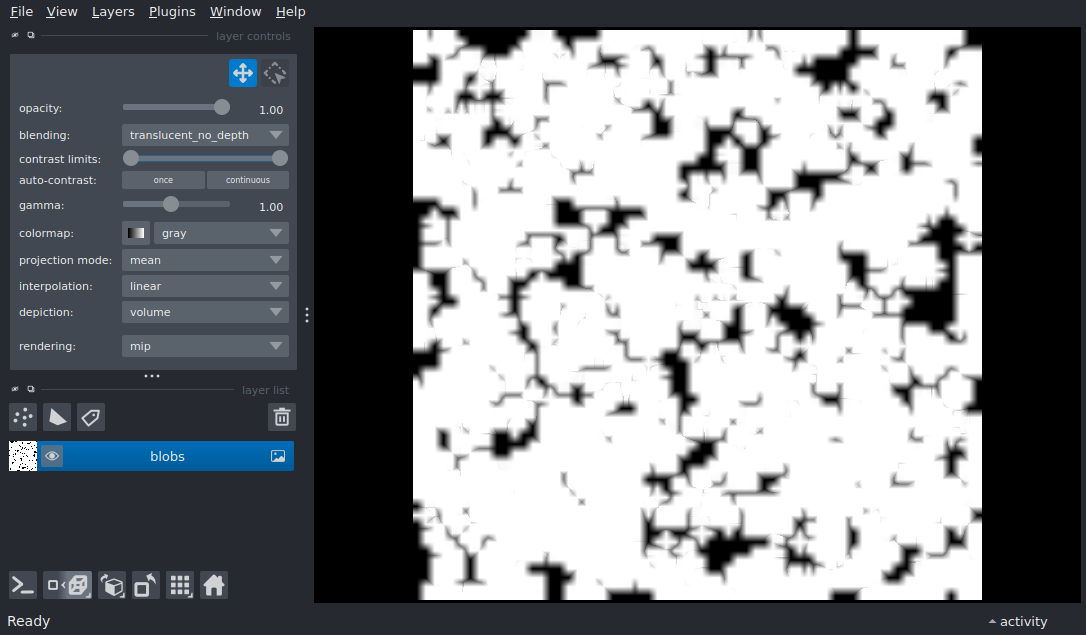 File View Layers Plugins Window Help
layer controls
opacity: 1.00
blending: translucent_no_depth
contrast limits:
auto-contrast: once continuous
gamma: 1.00
colormap: gray
projection mode: mean
interpolation: linear
depiction: volume
rendering: mip
layer list
blobs
Ready activity